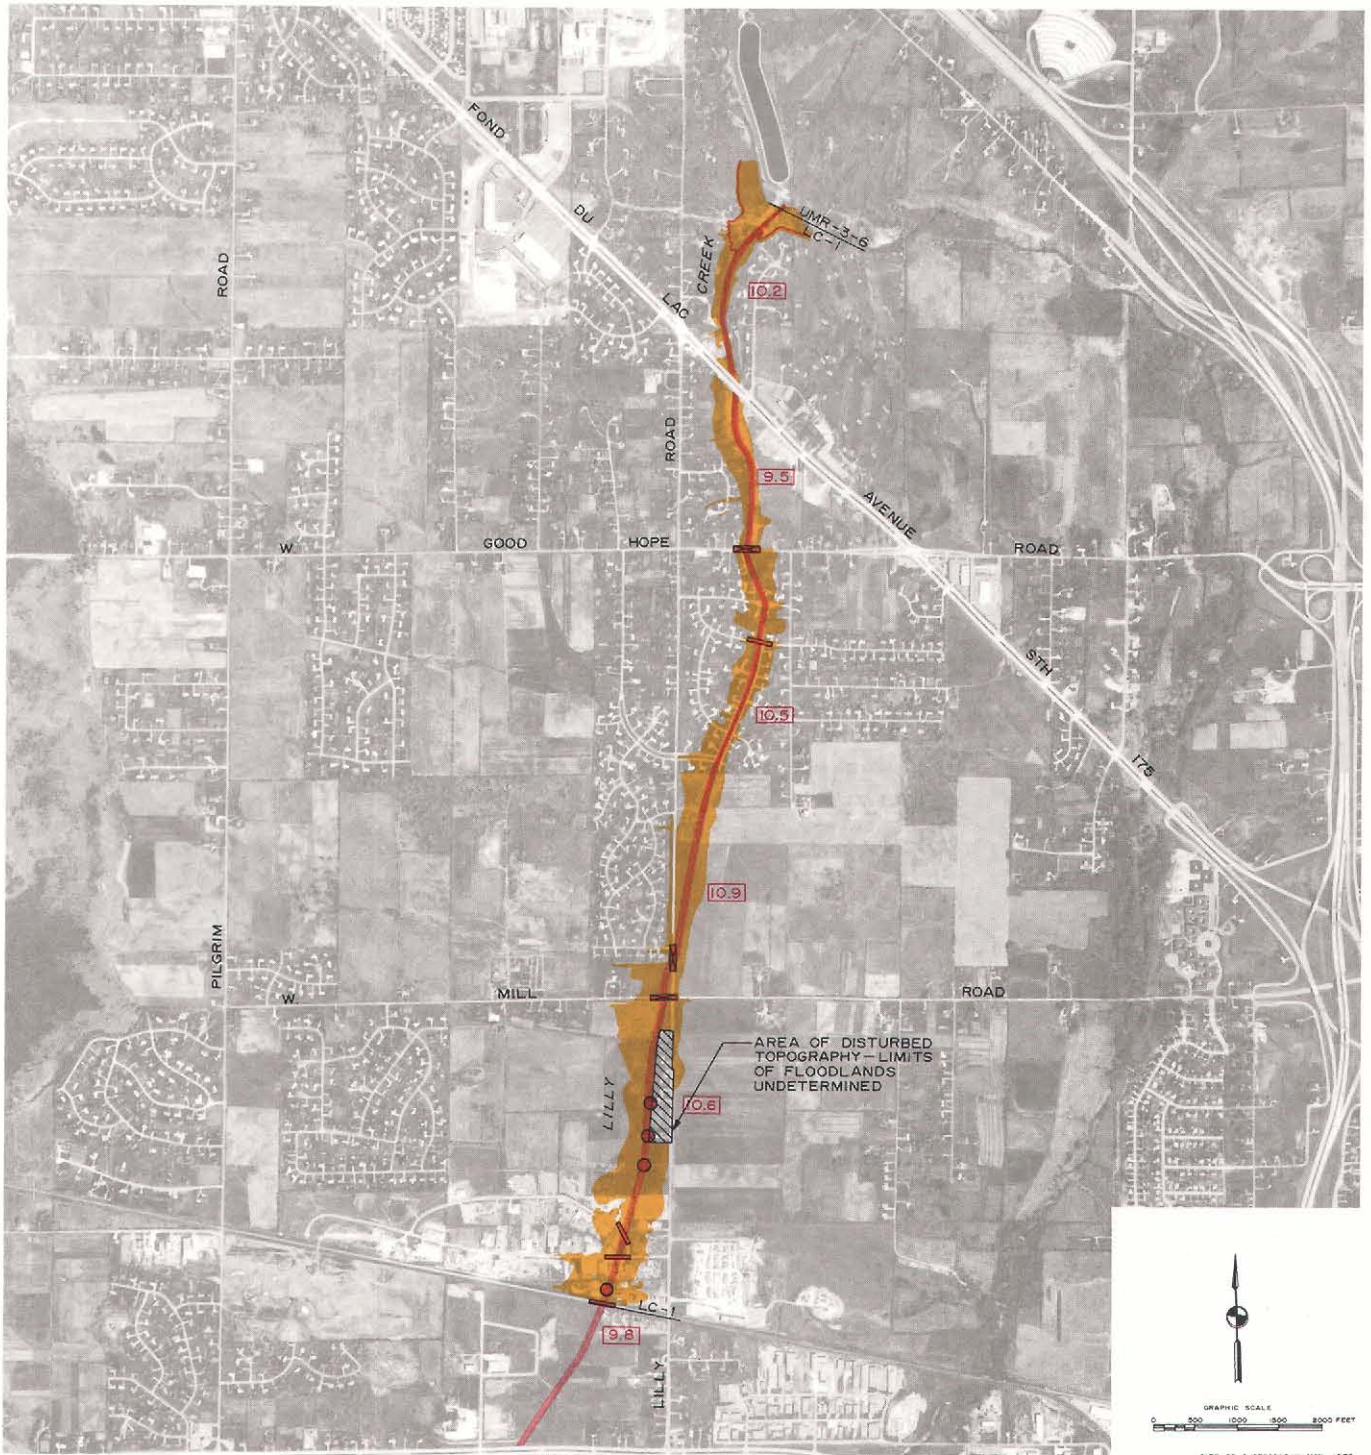 FOND
DU
LAC
AVENUE
STH
175
UMR-3-6
LC-1
CREEK
10.2
ROAD
ROAD
9.5
W. GOOD HOPE ROAD
10.5
10.9
PILGRIM
W. MILL ROAD
AREA OF DISTURBED
TOPOGRAPHY-LIMITS
OF FLOODLANDS
UNDETERMINED
LILLY
10.6
LC-1
9.8
LILLY
GRAPHIC SCALE
0 500 1000 1500 2000 FEET